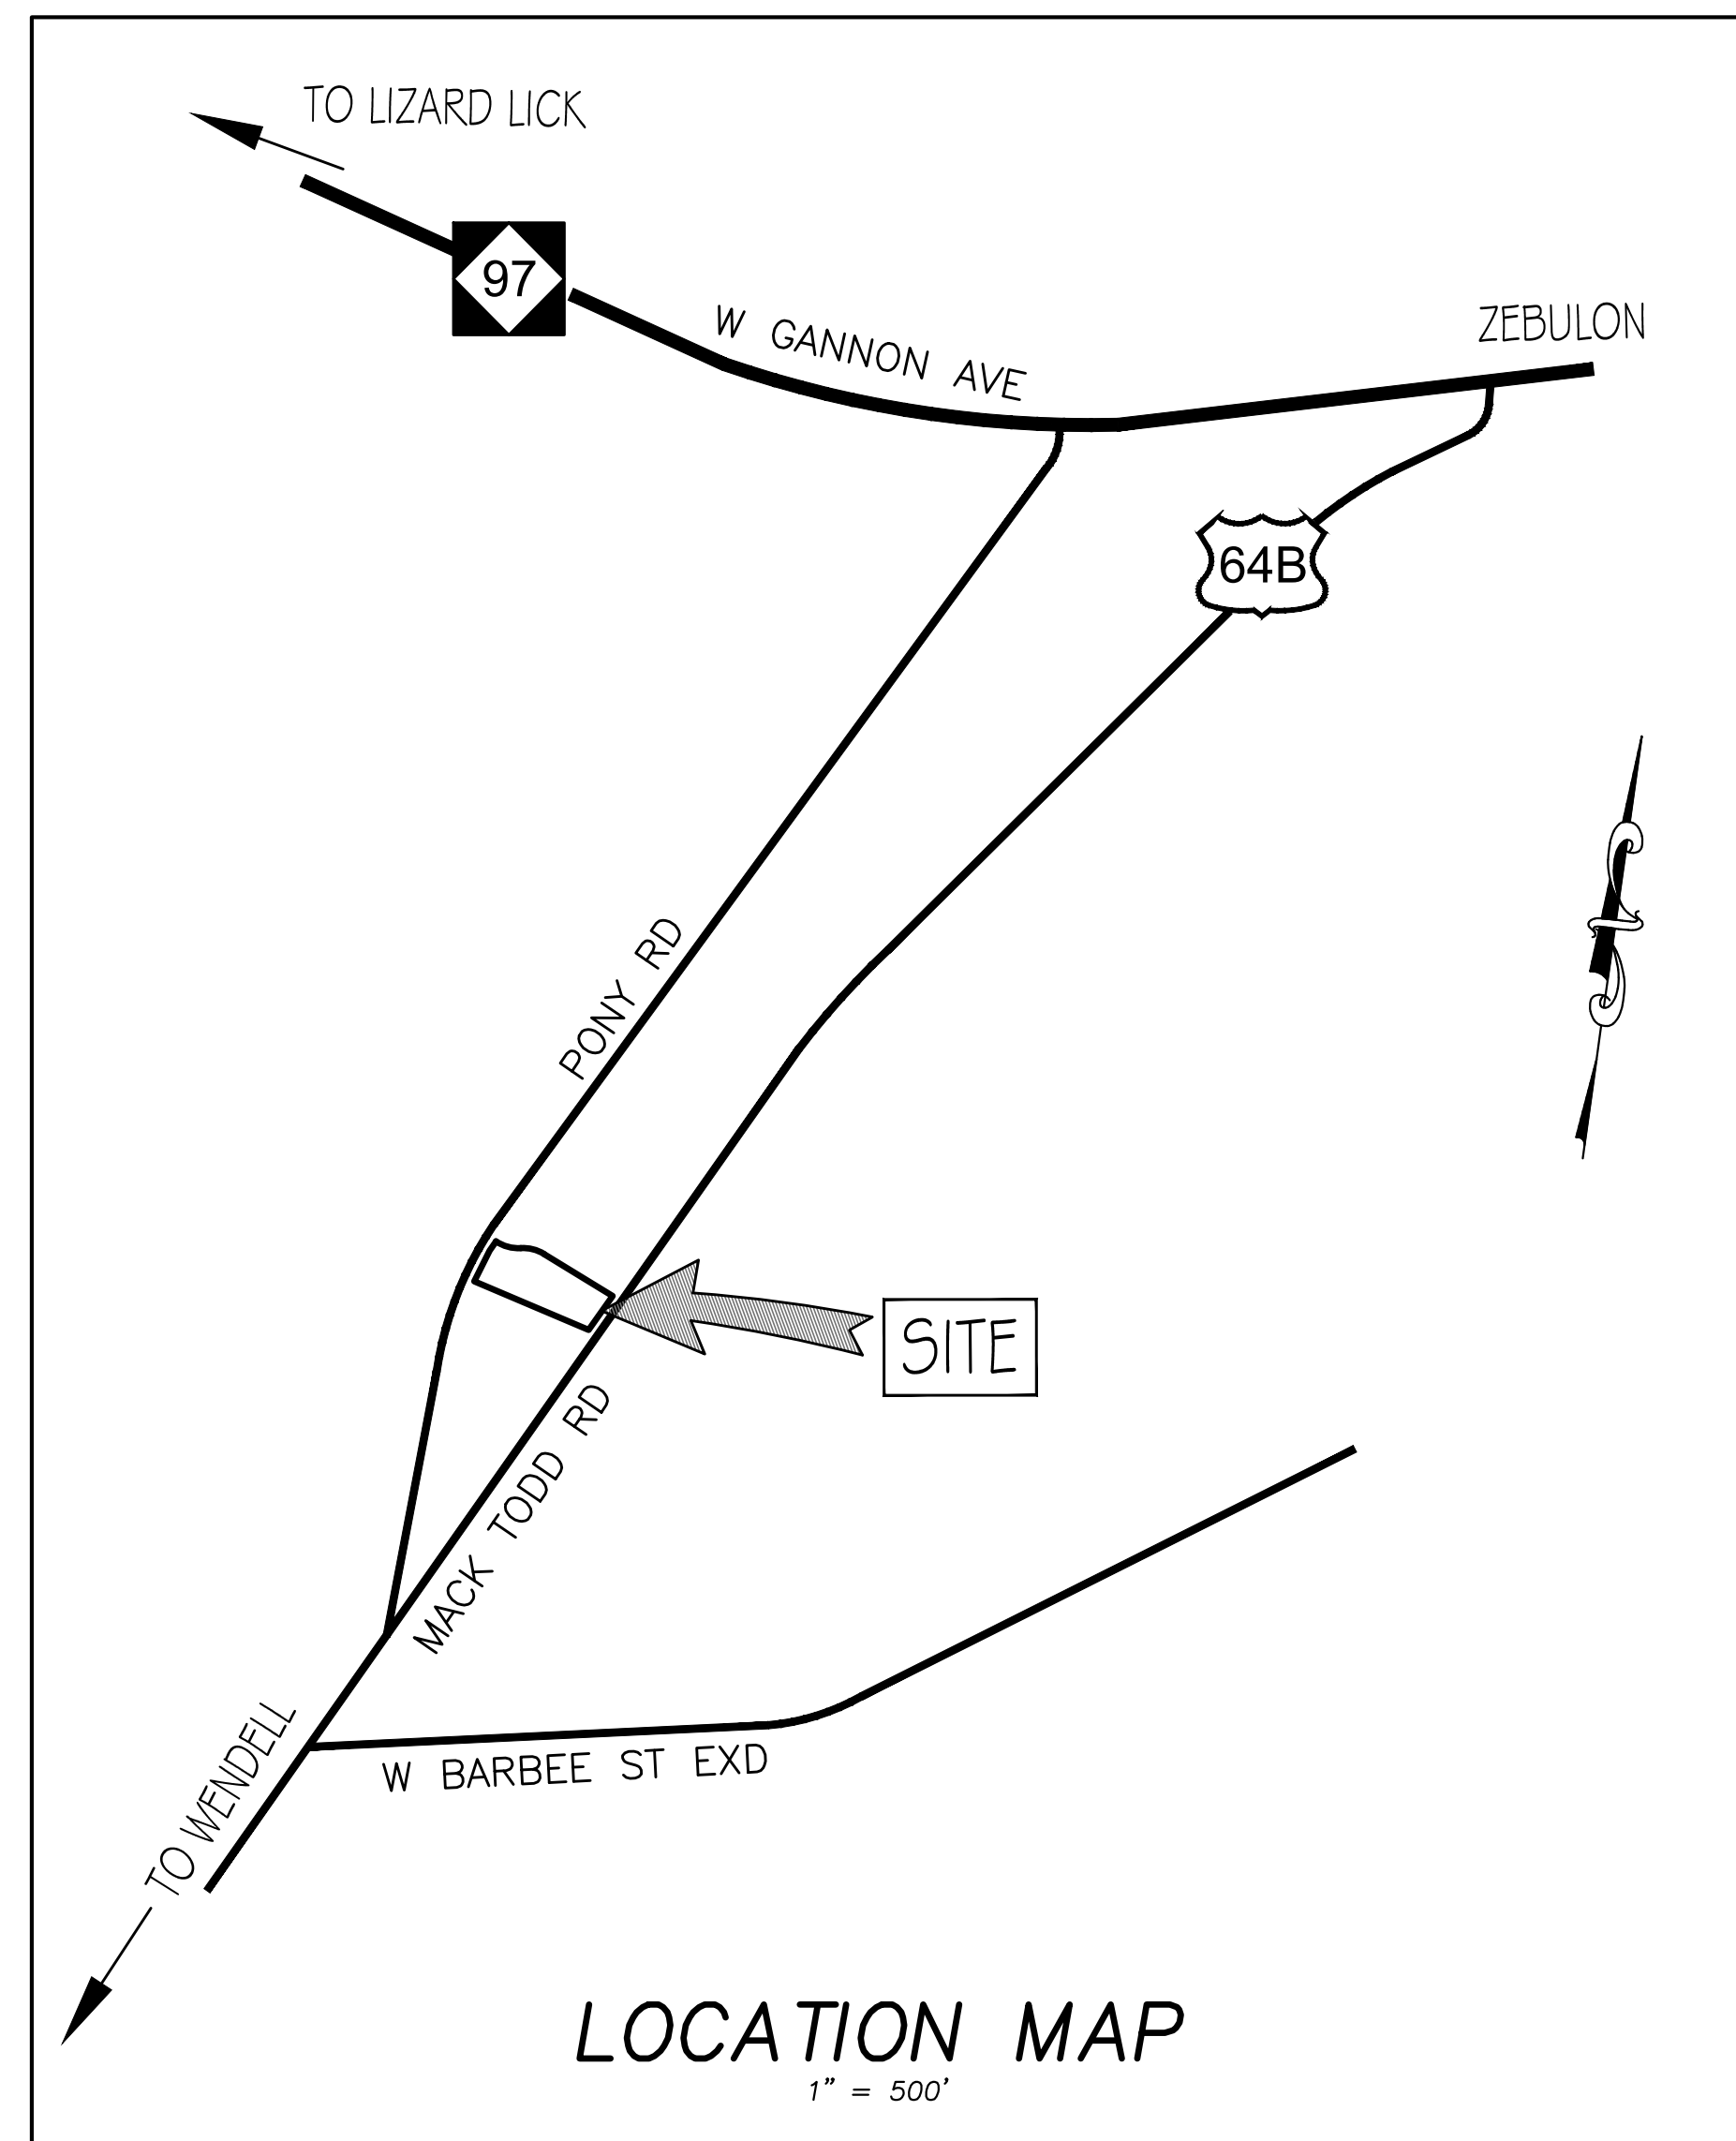 TO LIZARD LICK
97
W GANNON AVE
ZEBULON
64B
PONY RD
SITE
MACK TODD RD
W BARBEE ST EXD
TO WENDELL
LOCATION MAP
1" = 500'